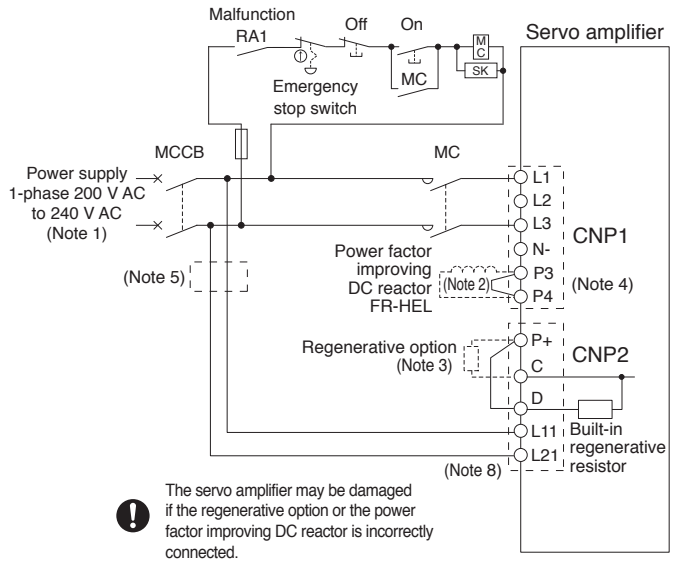 Malfunction
RA1
Off
On
Servo amplifier
M
C
SK
MC
Emergency
stop switch
MCCB
MC
Power supply
1-phase 200 V AC
to 240 V AC
(Note 1)
L1
L2
L3
N-
CNP1
Power factor
improving
DC reactor
FR-HEL
(Note 2)
P3
P4
(Note 4)
(Note 5)
Regenerative option
(Note 3)
P+
C
D
CNP2
L11
L21
Built-in
regenerative
resistor
(Note 8)
The servo amplifier may be damaged
if the regenerative option or the power
factor improving DC reactor is incorrectly
connected.